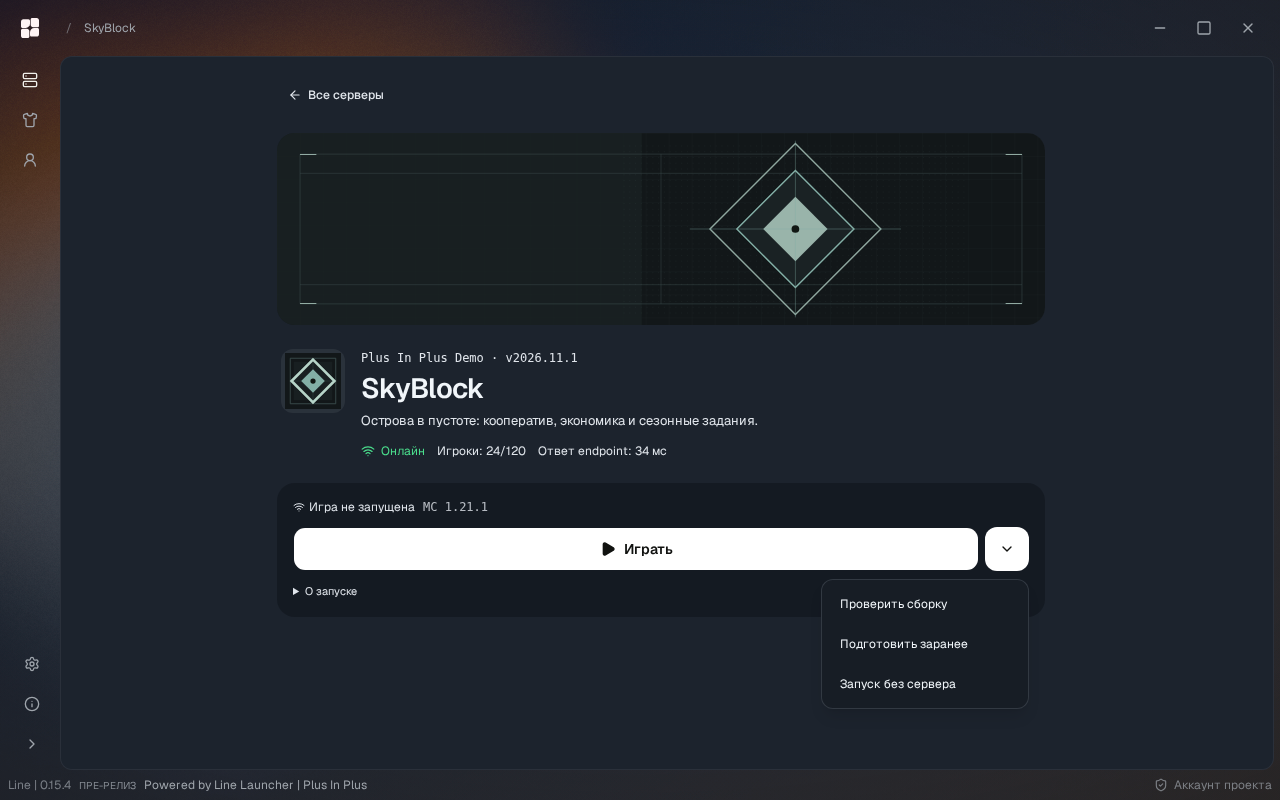 / SkyBlock
Все серверы
Plus In Plus Demo · v2026.11.1
SkyBlock
Острова в пустоте: кооператив, экономика и сезонные задания.
Онлайн Игроки: 24/120 Ответ endpoint: 34 мс
Игра не запущена MC 1.21.1
Играть
О запуске
Проверить сборку
Подготовить заранее
Запуск без сервера
Line | 0.15.4 ПРЕ-РЕЛИЗ Powered by Line Launcher | Plus In Plus Аккаунт проекта